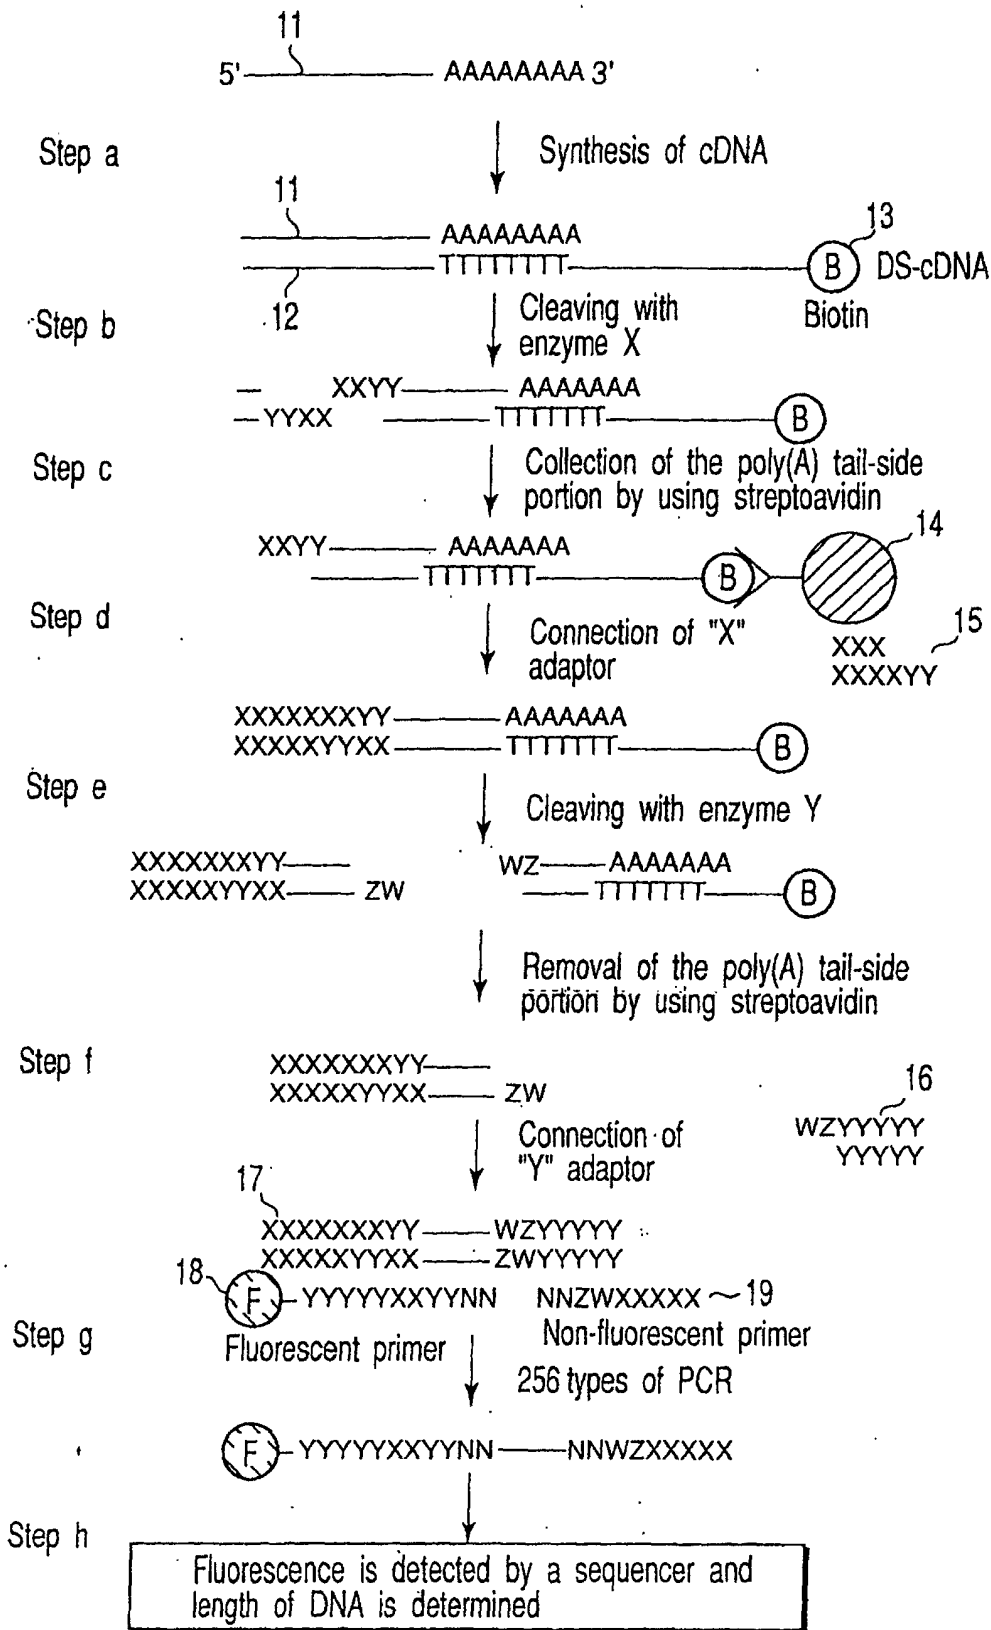 11
5' AAAAAAAA 3'
Step a
Synthesis of cDNA
11
13
AAAAAAAA
TTTTTTTT
B
DS-cDNA
12
Biotin
Step b
Cleaving with
enzyme X
XXYY AAAAAAA
YYXX TTTTTTT B
Step c
Collection of the poly(A) tail-side
portion by using streptoavidin
14
XXYY AAAAAAA
TTTTTTT B
Step d
Connection of "X"
adaptor
15
XXX
XXXXYY
XXXXXXXYY AAAAAAA
XXXXXYYXX TTTTTTT B
Step e
Cleaving with enzyme Y
XXXXXXXYY WZ AAAAAAA
XXXXXYYXX ZW TTTTTTT B
Removal of the poly(A) tail-side
portion by using streptoavidin
Step f
XXXXXXXYY
XXXXXYYXX ZW
16
WZYYYYY
YYYYY
Connection of
"Y" adaptor
17
XXXXXXXYY WZYYYYY
XXXXXYYXX ZWYYYYY
18
F YYYYYXXYYNN NNZWXXXXX 19
Step g
Fluorescent primer
Non-fluorescent primer
256 types of PCR
F YYYYYXXYYNN NNWZXXXXX
Step h
Fluorescence is detected by a sequencer and
length of DNA is determined